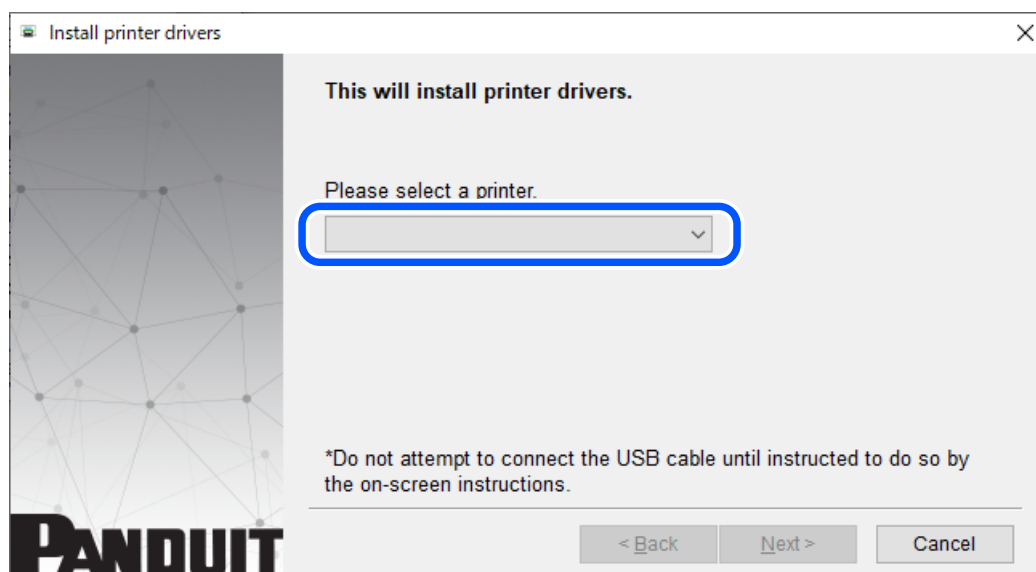 Install printer drivers
This will install printer drivers.
Please select a printer.
*Do not attempt to connect the USB cable until instructed to do so by
the on-screen instructions.
PANDUIT
< Back
Next >
Cancel